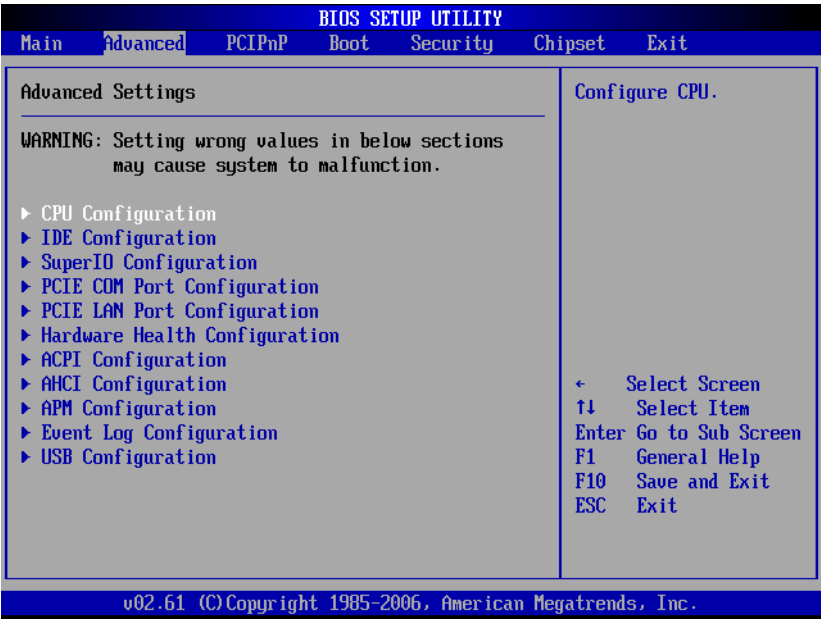 BIOS SETUP UTILITY
Main Advanced PCIPnP Boot Security Chipset Exit
Advanced Settings
WARNING: Setting wrong values in below sections
may cause system to malfunction.
▶ CPU Configuration
▶ IDE Configuration
▶ SuperIO Configuration
▶ PCIE COM Port Configuration
▶ PCIE LAN Port Configuration
▶ Hardware Health Configuration
▶ ACPI Configuration
▶ AHCI Configuration
▶ APM Configuration
▶ Event Log Configuration
▶ USB Configuration
Configure CPU.
← Select Screen
↑↓ Select Item
Enter Go to Sub Screen
F1 General Help
F10 Save and Exit
ESC Exit
v02.61 (C)Copyright 1985-2006, American Megatrends, Inc.